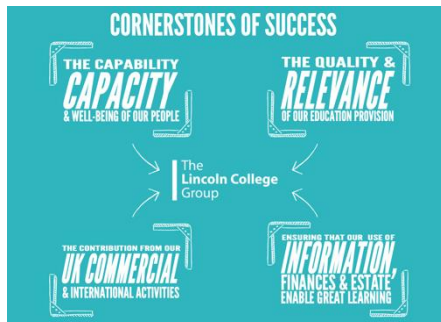 CORNERSTONES OF SUCCESS
THE CAPABILITY
CAPACITY
& WELL-BEING OF OUR PEOPLE
THE QUALITY &
RELEVANCE
OF OUR EDUCATION PROVISION
The
Lincoln College
Group
THE CONTRIBUTION FROM OUR
UK COMMERCIAL
& INTERNATIONAL ACTIVITIES
ENSURING THAT OUR USE OF
INFORMATION,
FINANCES & ESTATE
ENABLE GREAT LEARNING